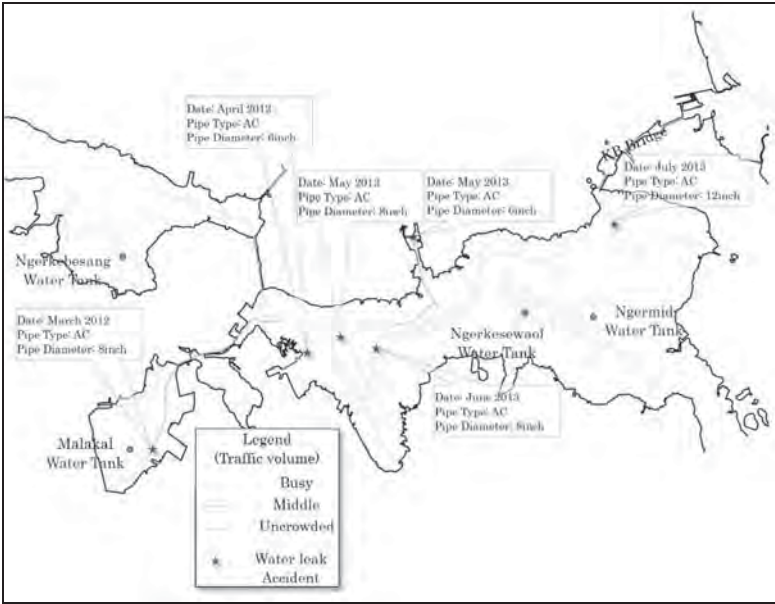 Date: April 2012
Pipe Type: AC
Pipe Diameter: 6inch
KB Bridge
Date: May 2013
Pipe Type: AC
Pipe Diameter: 8inch
Date: May 2013
Pipe Type: AC
Pipe Diameter: 6inch
Date: July 2013
Pipe Type: AC
Pipe Diameter: 12inch
Ngerkebesang
Water Tank
Date: March 2012
Pipe Type: AC
Pipe Diameter: 8inch
Ngerkesewaol
Water Tank
Ngermid
Water Tank
Date: June 2013
Pipe Type: AC
Pipe Diameter: 8inch
Malakal
Water Tank
Legend
(Traffic volume)
Busy
Middle
Uncrowded
Water leak
Accident